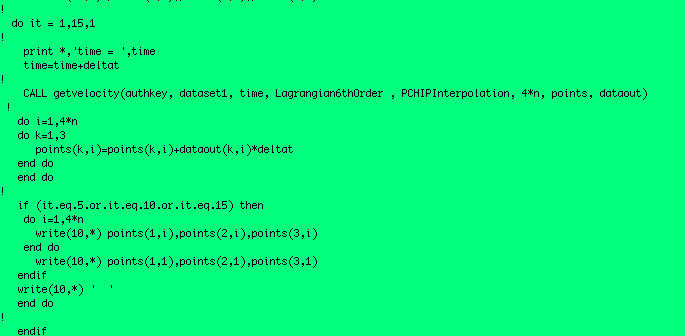 !
do it = 1,15,1
!
print *,'time = ',time
time=time+deltat
!
CALL getvelocity(authkey, dataset1, time, Lagrangian6thOrder , PCHIPInterpolation, 4*n, points, dataout)
!
do i=1,4*n
do k=1,3
points(k,i)=points(k,i)+dataout(k,i)*deltat
end do
end do
!
if (it.eq.5.or.it.eq.10.or.it.eq.15) then
do i=1,4*n
write(10,*) points(1,i),points(2,i),points(3,i)
end do
write(10,*) points(1,1),points(2,1),points(3,1)
endif
write(10,*) '  '
end do
!
endif